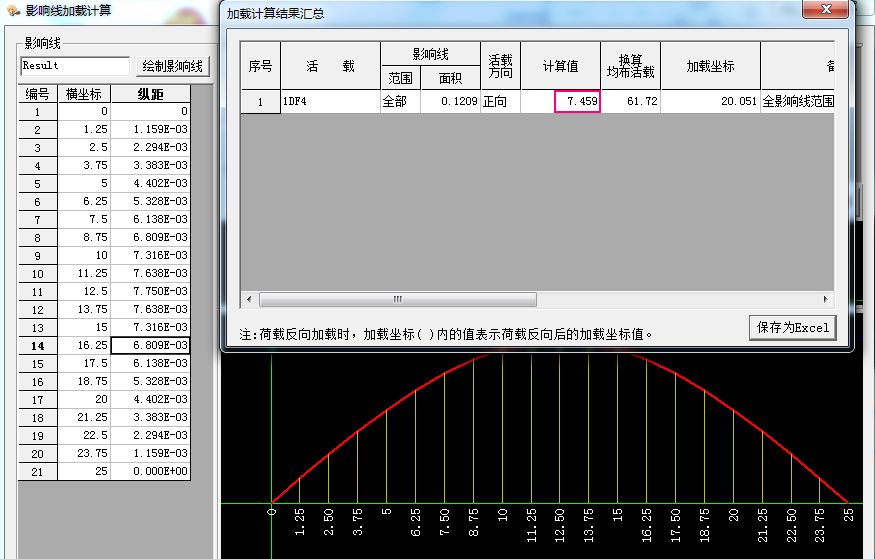 影响线加载计算
影响线
Result 绘制影响线
编号 横坐标 纵距
1 0 0
2 1.25 1.159E-03
3 2.5 2.294E-03
4 3.75 3.383E-03
5 5 4.402E-03
6 6.25 5.328E-03
7 7.5 6.138E-03
8 8.75 6.809E-03
9 10 7.316E-03
10 11.25 7.638E-03
11 12.5 7.750E-03
12 13.75 7.638E-03
13 15 7.316E-03
14 16.25 6.809E-03
15 17.5 6.138E-03
16 18.75 5.328E-03
17 20 4.402E-03
18 21.25 3.383E-03
19 22.5 2.294E-03
20 23.75 1.159E-03
21 25 0.000E+00
加载计算结果汇总
序号 活 载 影响线 范围 面积 活载方向 计算值 换算均布活载 加载坐标
1 1DF4 全部 0.1209 正向 7.459 61.72 20.051 全影响线范围
注:荷载反向加载时，加载坐标( )内的值表示荷载反向后的加载坐标值。
保存为Excel
0 1.25 2.50 3.75 5 6.25 7.50 8.75 10 11.25 12.50 13.75 15 16.25 17.50 18.75 20 21.25 22.50 23.75 25